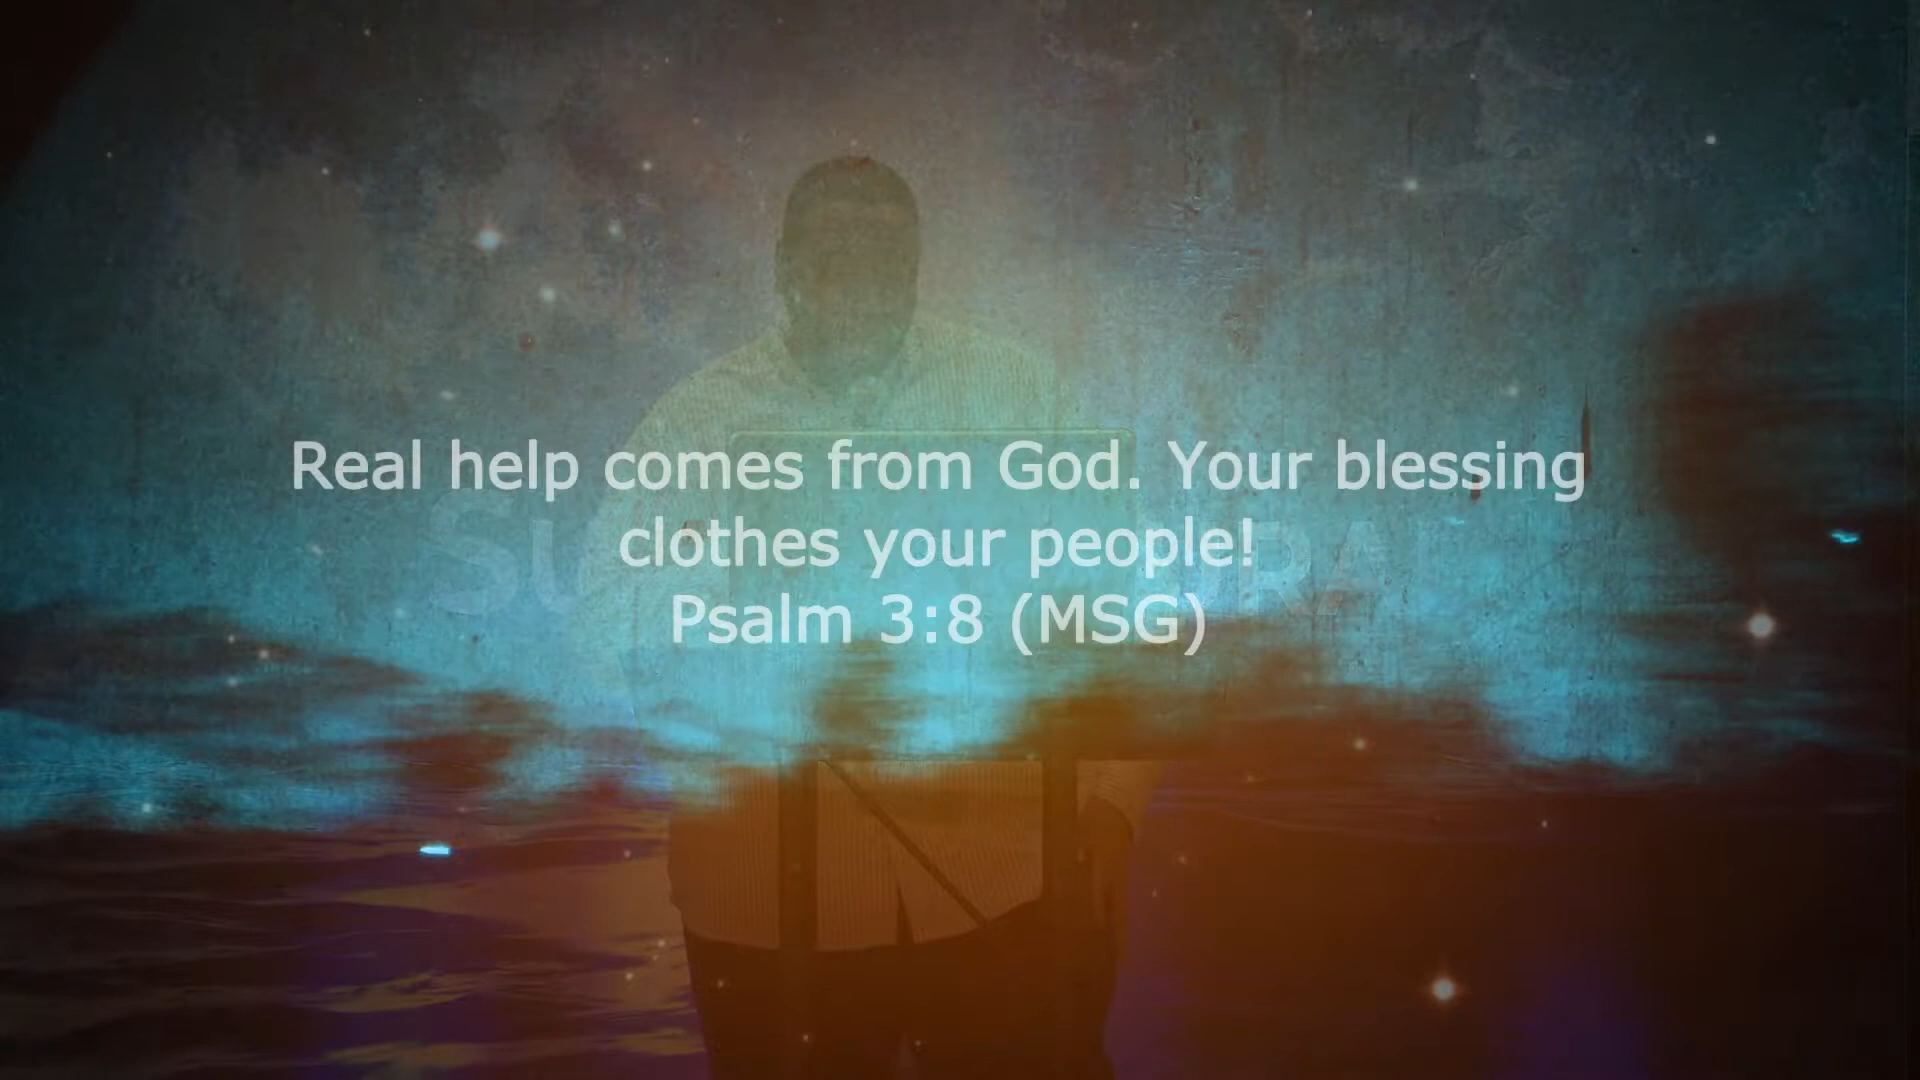 Real help comes from God. Your blessing
clothes your people!
Psalm 3:8 (MSG)